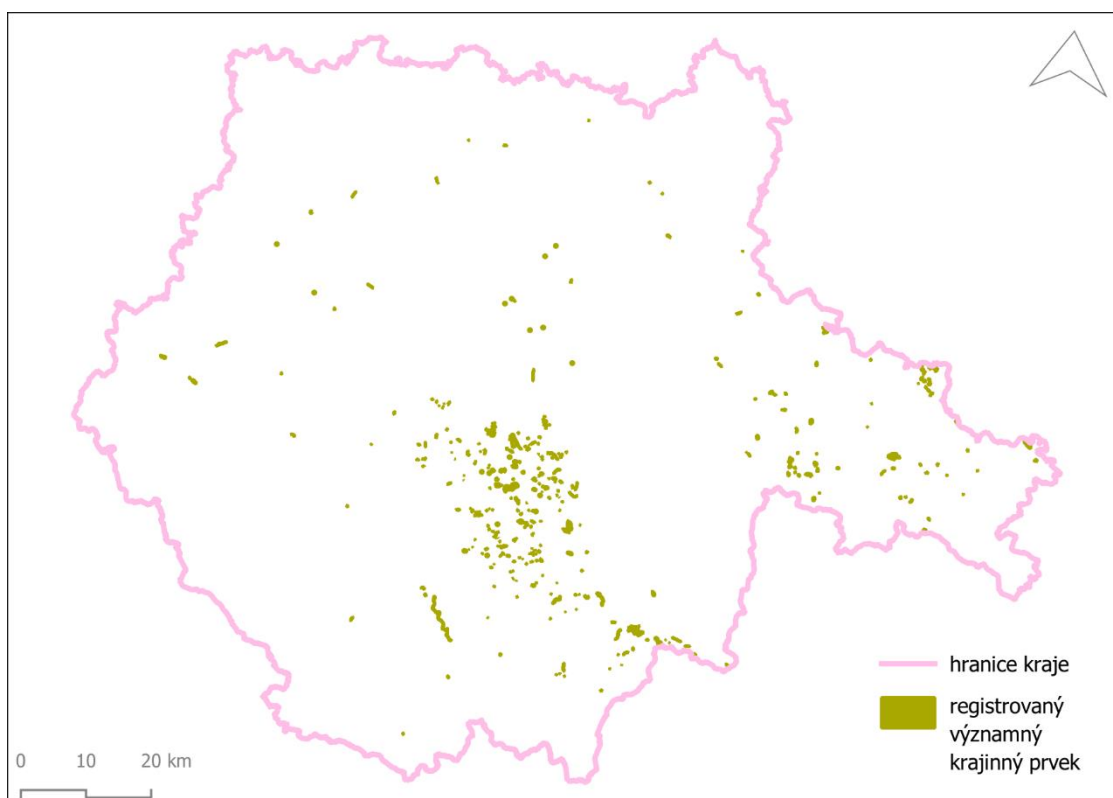 hranice kraje
registrovaný
významný
krajinný prvek
0 10 20 km